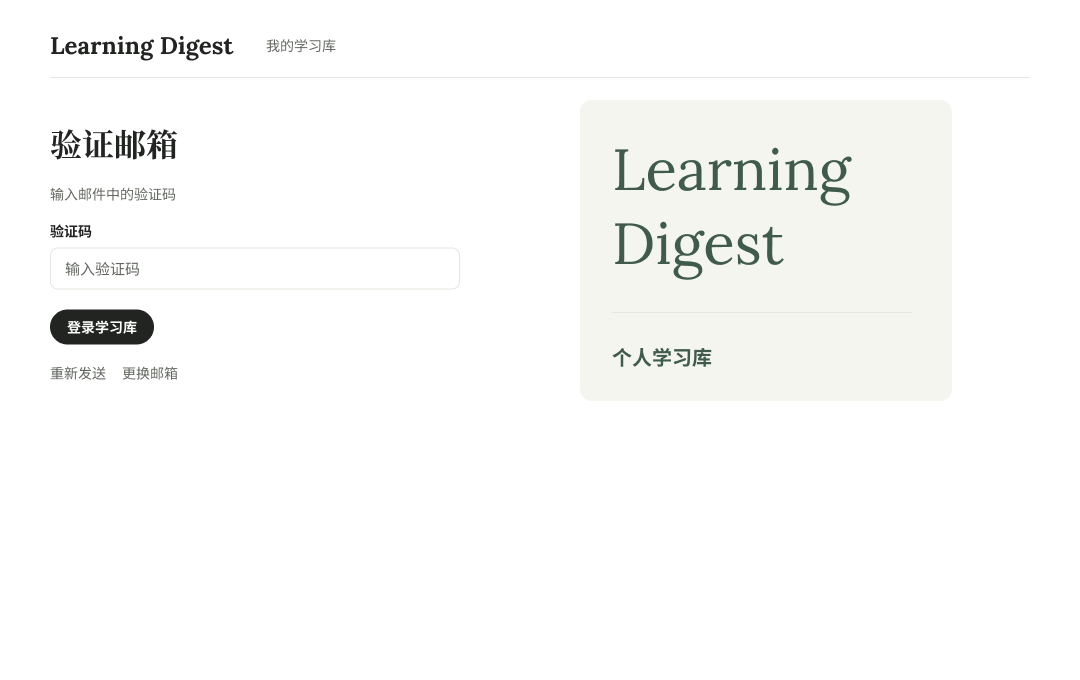 Learning Digest 我的学习库
验证邮箱
输入邮件中的验证码
验证码
输入验证码
登录学习库
重新发送 更换邮箱
Learning
Digest
个人学习库